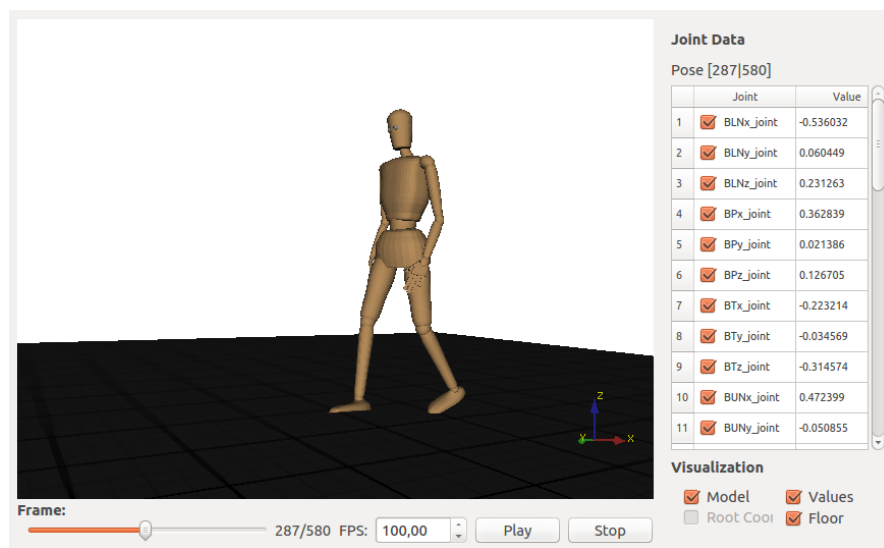 Joint Data
Pose [287|580]
Joint Value
1 BLNx_joint -0.536032
2 BLNy_joint 0.060449
3 BLNz_joint 0.231263
4 BPx_joint 0.362839
5 BPy_joint 0.021386
6 BPz_joint 0.126705
7 BTx_joint -0.223214
8 BTy_joint -0.034569
9 BTz_joint -0.314574
10 BUNx_joint 0.472399
11 BUNy_joint -0.050855
Z
Y X
Visualization
Model Values
Root Coor Floor
Frame:
287/580 FPS: 100,00 Play Stop